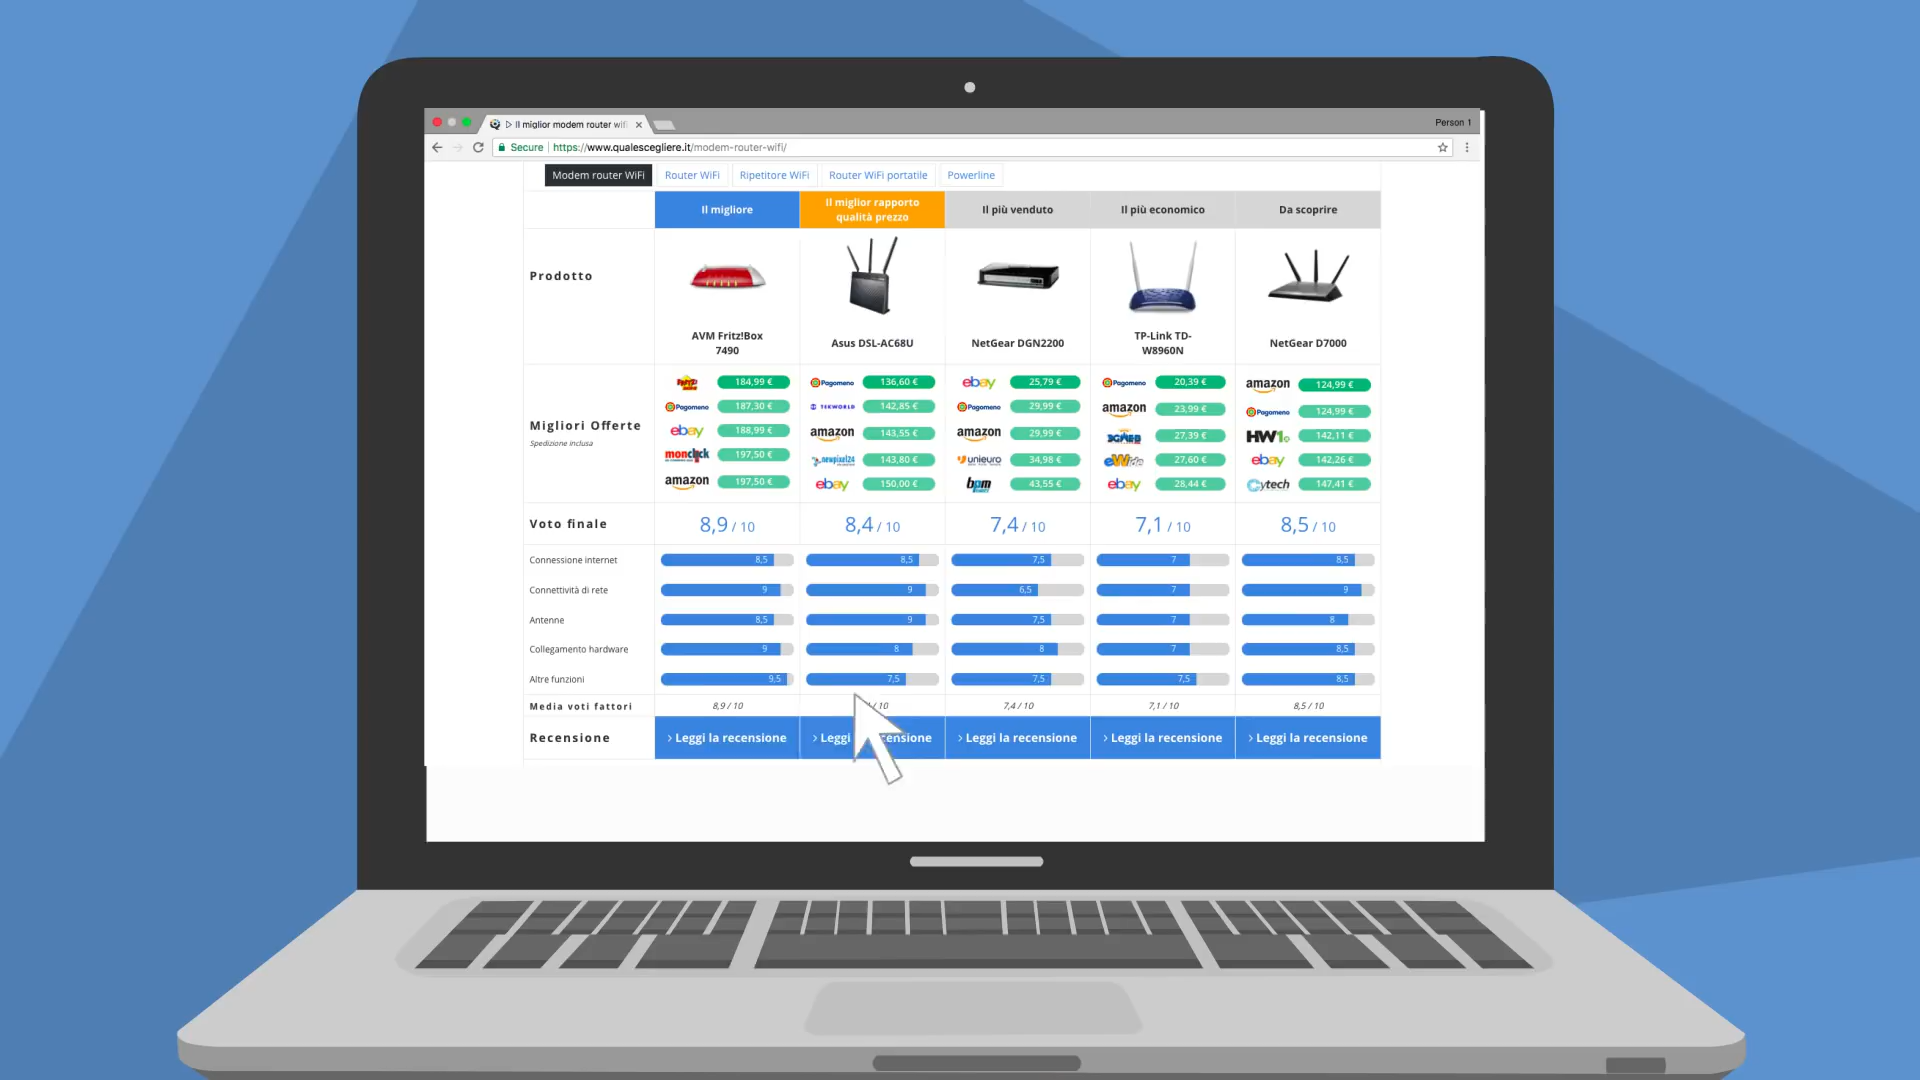 Il miglior modem router wifi
Person 1
Secure https://www.qualescegliere.it/modem-router-wifi/
Modem router WiFi Router WiFi Ripetitore WiFi Router WiFi portatile Powerline
Il migliore
Il miglior rapporto
qualità prezzo
Il più venduto
Il più economico
Da scoprire
Prodotto
AVM Fritz!Box
7490
Asus DSL-AC68U
NetGear DGN2200
TP-Link TD-
W8960N
NetGear D7000
Migliori Offerte
Spedizione inclusa
184,99 €
Pagomeno 187,30 €
ebay 188,99 €
monclick 197,50 €
amazon 197,50 €
Pagomeno 136,60 €
TEKWORLD 142,85 €
amazon 143,55 €
newpixel24 143,80 €
ebay 150,00 €
ebay 25,79 €
Pagomeno 29,99 €
amazon 29,99 €
unieuro 34,98 €
bpm 43,55 €
Pagomeno 20,39 €
amazon 23,99 €
3GWEB 27,39 €
eWide 27,60 €
ebay 28,44 €
amazon 124,99 €
Pagomeno 124,99 €
HW1 142,11 €
ebay 142,26 €
cytech 147,41 €
Voto finale 8,9 / 10 8,4 / 10 7,4 / 10 7,1 / 10 8,5 / 10
Connessione internet 8,5 8,5 7,5 7 8,5
Connettività di rete 9 9 6,5 7 9
Antenne 8,5 9 7,5 7 8
Collegamento hardware 9 8 8 7 8,5
Altre funzioni 9,5 7,5 7,5 7,5 8,5
Media voti fattori 8,9 / 10 / 10 7,4 / 10 7,1 / 10 8,5 / 10
Recensione › Leggi la recensione › Leggi recensione › Leggi la recensione › Leggi la recensione › Leggi la recensione